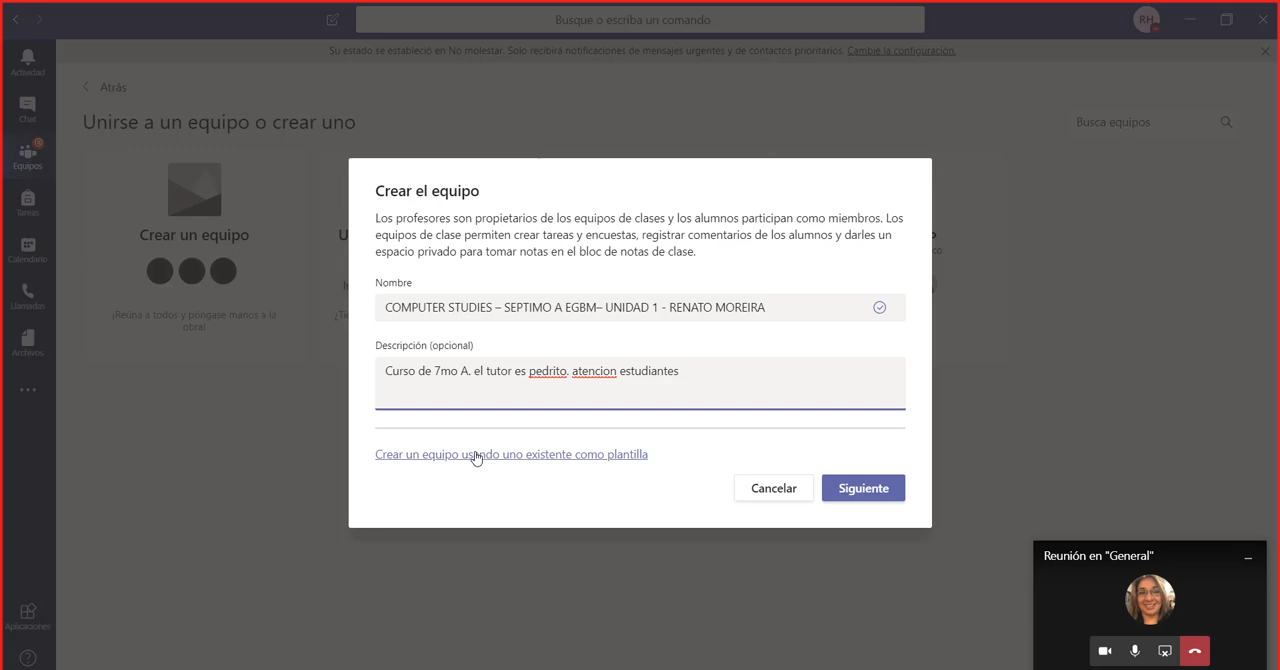 Busque o escriba un comando
RH
Su estado se estableció en No molestar. Solo recibirá notificaciones de mensajes urgentes y de contactos prioritarios. Cambie la configuración.
Actividad
Chat
Equipos
Tareas
Calendario
Llamadas
Archivos
Aplicaciones
Atrás
Unirse a un equipo o crear uno
Busca equipos
Crear un equipo
¡Reúna a todos y póngase manos a la
obra!
Crear el equipo
Los profesores son propietarios de los equipos de clases y los alumnos participan como miembros. Los
equipos de clase permiten crear tareas y encuestas, registrar comentarios de los alumnos y darles un
espacio privado para tomar notas en el bloc de notas de clase.
Nombre
COMPUTER STUDIES – SEPTIMO A EGBM– UNIDAD 1 - RENATO MOREIRA
Descripción (opcional)
Curso de 7mo A. el tutor es pedrito. atencion estudiantes
Crear un equipo usando uno existente como plantilla
Cancelar
Siguiente
Reunión en "General"